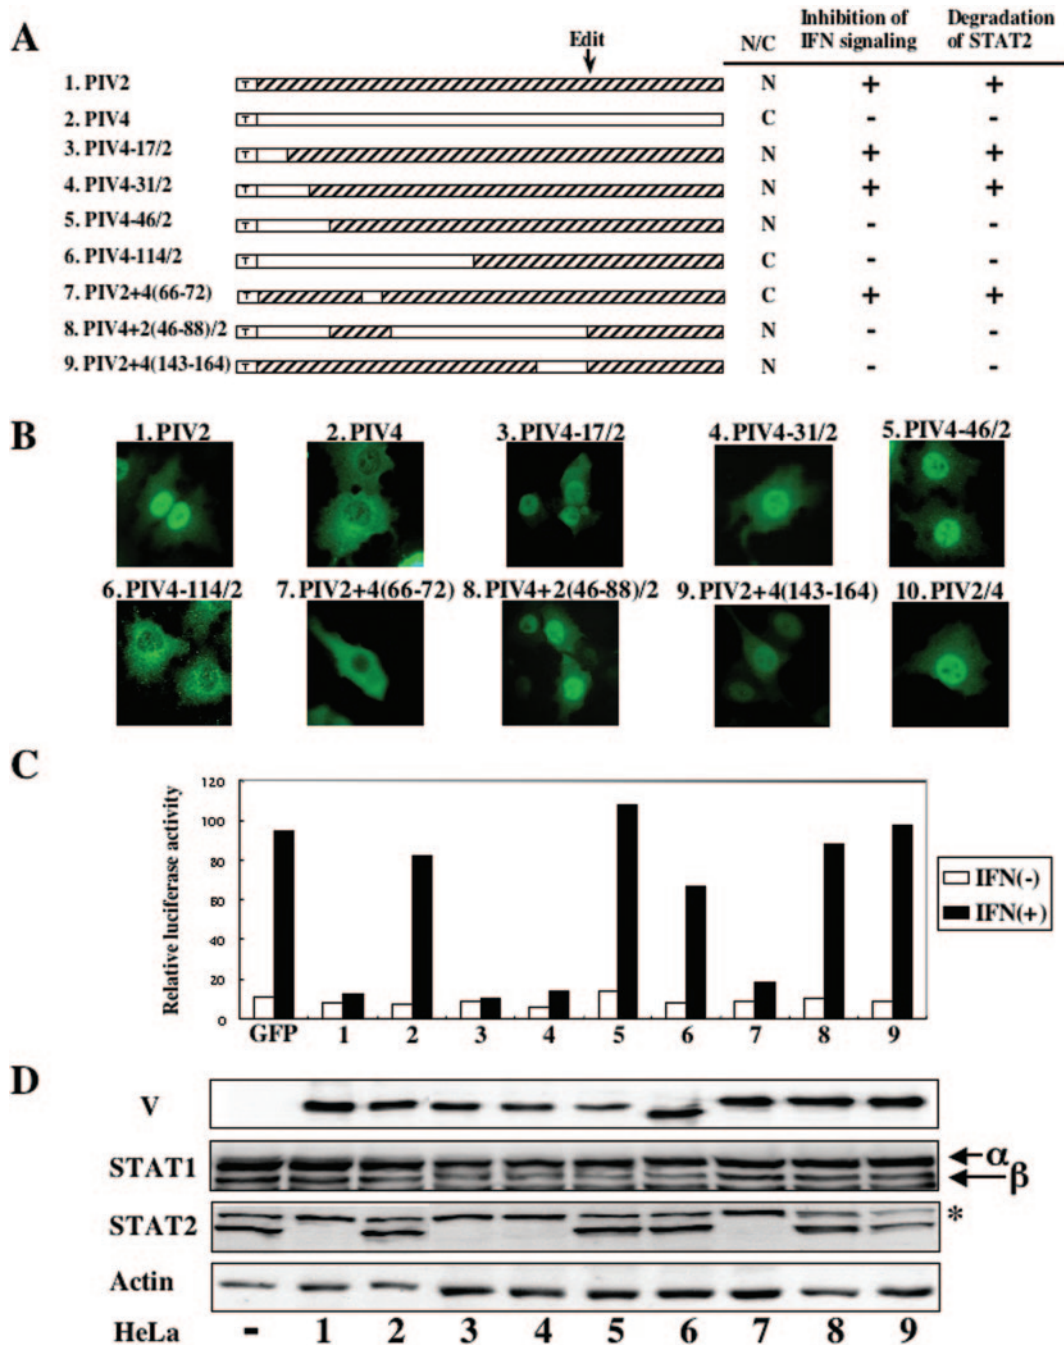 A
Edit
N/C
Inhibition of IFN signaling
Degradation of STAT2
1. PIV2 T N + +
2. PIV4 T C - -
3. PIV4-17/2 T N + +
4. PIV4-31/2 T N + +
5. PIV4-46/2 T N - -
6. PIV4-114/2 T C - -
7. PIV2+4(66-72) T C + +
8. PIV4+2(46-88)/2 T N - -
9. PIV2+4(143-164) T N - -
B
1. PIV2 2. PIV4 3. PIV4-17/2 4. PIV4-31/2 5. PIV4-46/2
6. PIV4-114/2 7. PIV2+4(66-72) 8. PIV4+2(46-88)/2 9. PIV2+4(143-164) 10. PIV2/4
C
Relative luciferase activity
120
100
80
60
40
20
0
GFP 1 2 3 4 5 6 7 8 9
IFN(-)
IFN(+)
D
V
STAT1 α
β
STAT2 *
Actin
HeLa - 1 2 3 4 5 6 7 8 9